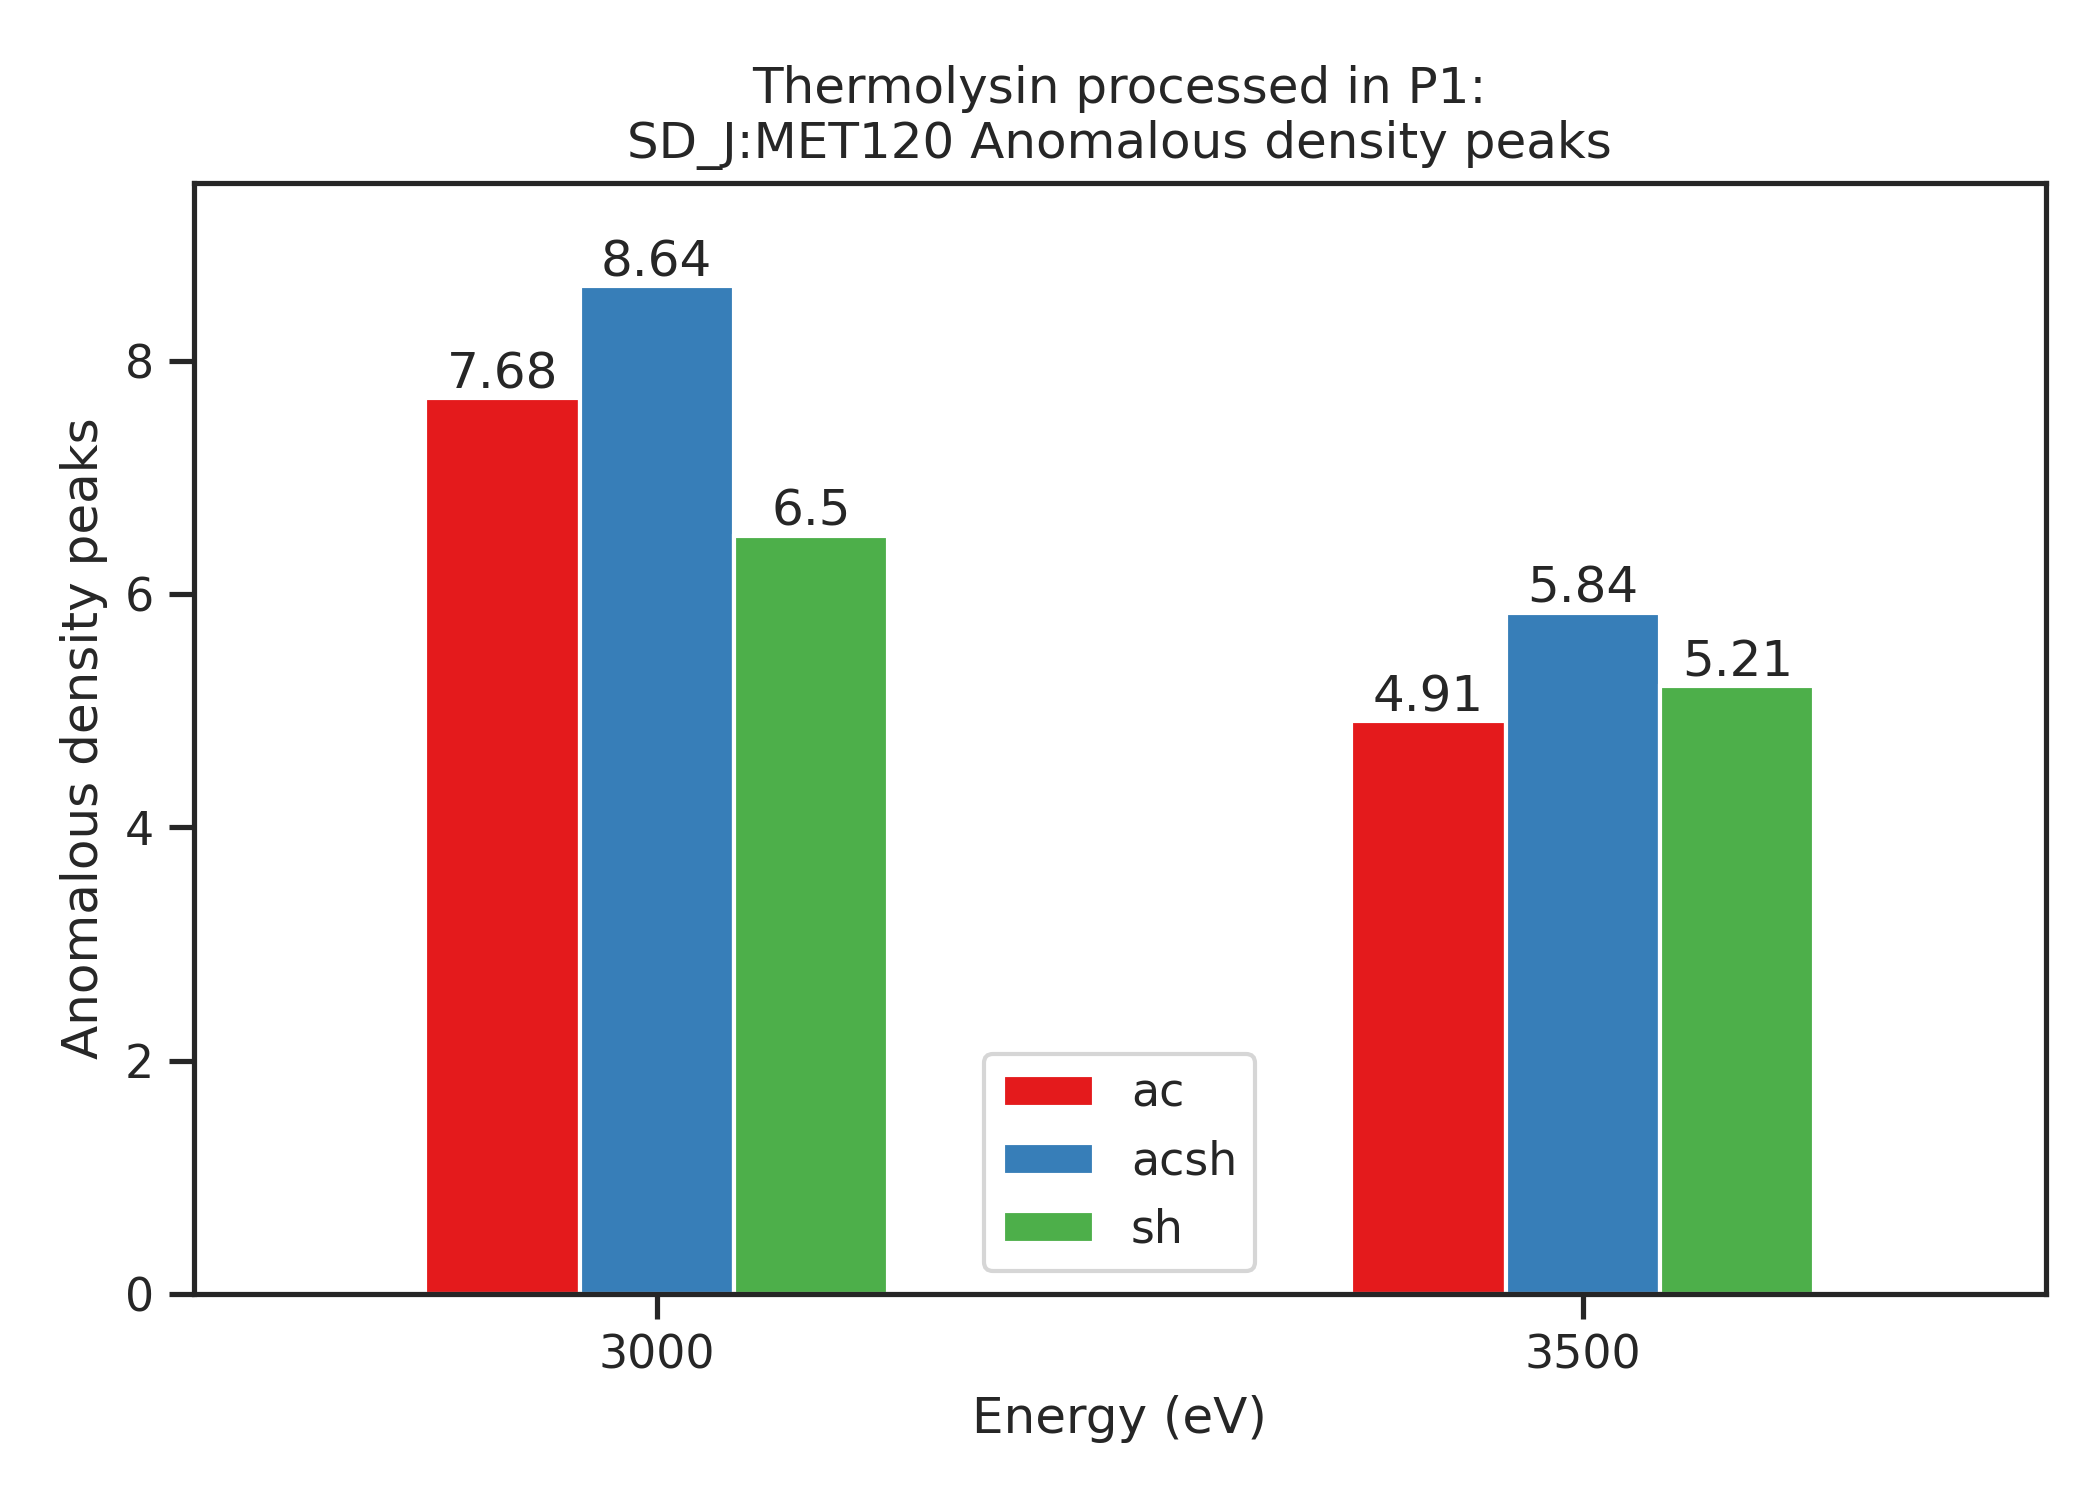 Thermolysin processed in P1:
SD_J:MET120 Anomalous density peaks
8.64
7.68
6.5
5.84
5.21
4.91
Anomalous density peaks
8
6
4
2
0
ac
acsh
sh
3000
3500
Energy (eV)